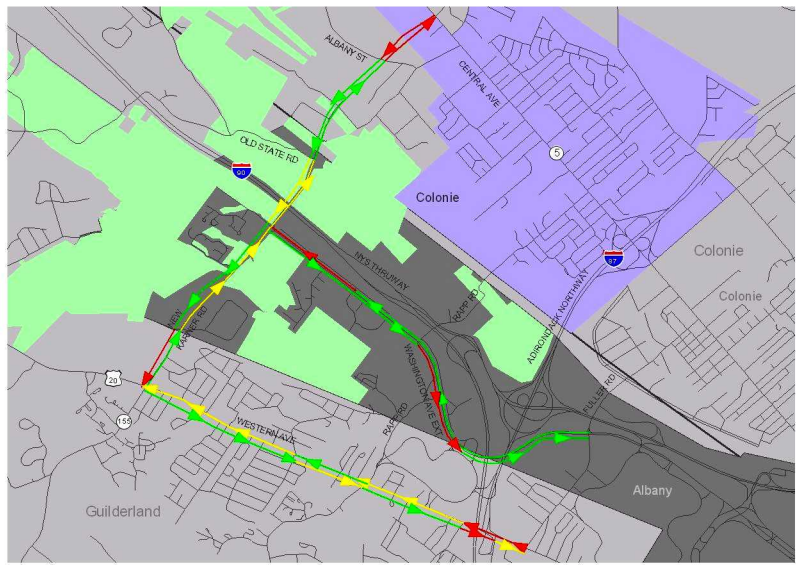 ALBANY ST
CENTRAL AVE
OLD STATE RD
5
90
Colonie
NYS THRUWAY
Colonie
87
RAPP RD
ADIRONDACK NORTHWAY
Colonie
NEW
KARNER RD
WASHINGTON AVE EXT
20
FULLER RD
155
WESTERN AVE
RAPP RD
Albany
Guilderland